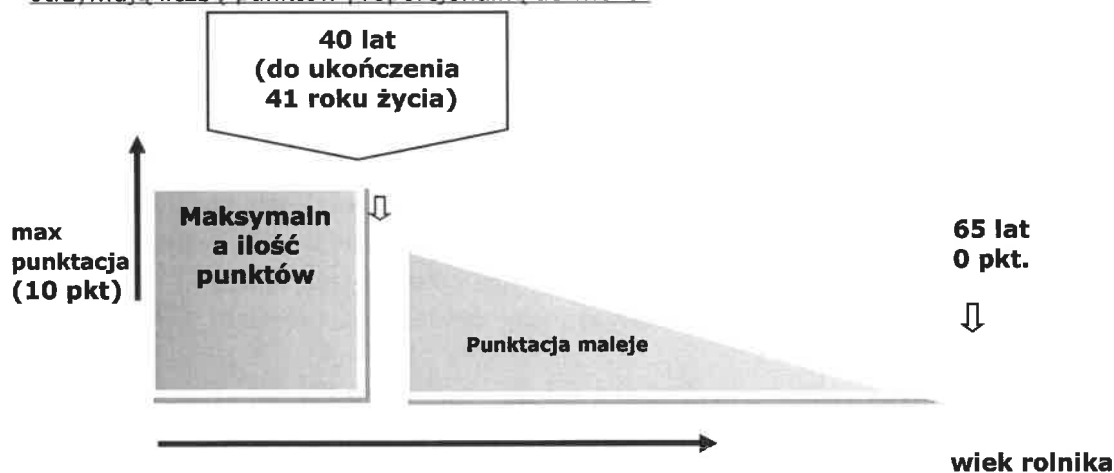 40 lat
(do ukończenia
41 roku życia)
Maksymaln
a ilość
punktów
max
punktacja
(10 pkt)
65 lat
0 pkt.
Punktacja maleje
wiek rolnika